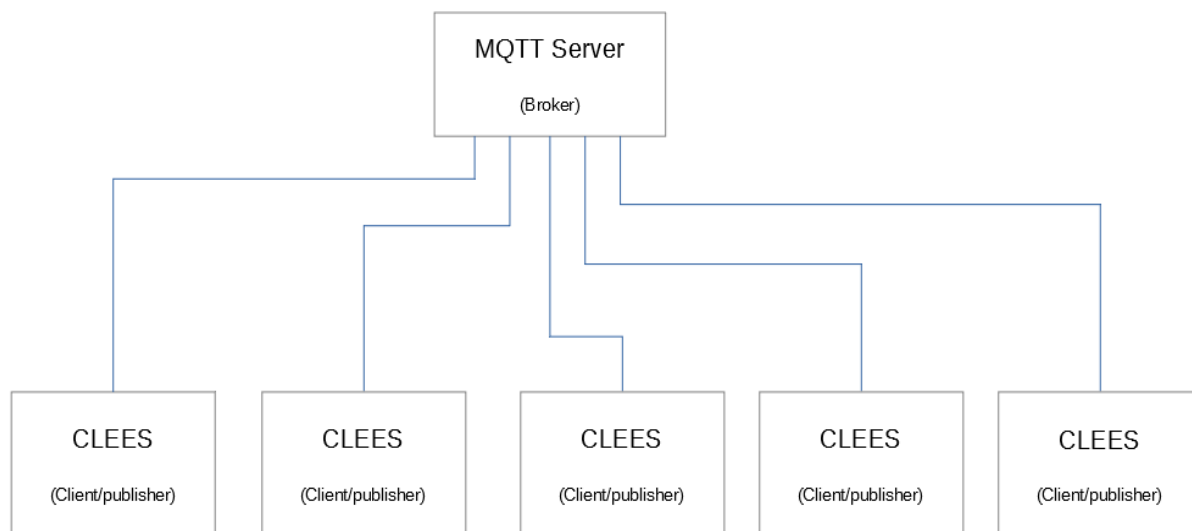 MQTT Server
(Broker)
CLEES
(Client/publisher)
CLEES
(Client/publisher)
CLEES
(Client/publisher)
CLEES
(Client/publisher)
CLEES
(Client/publisher)